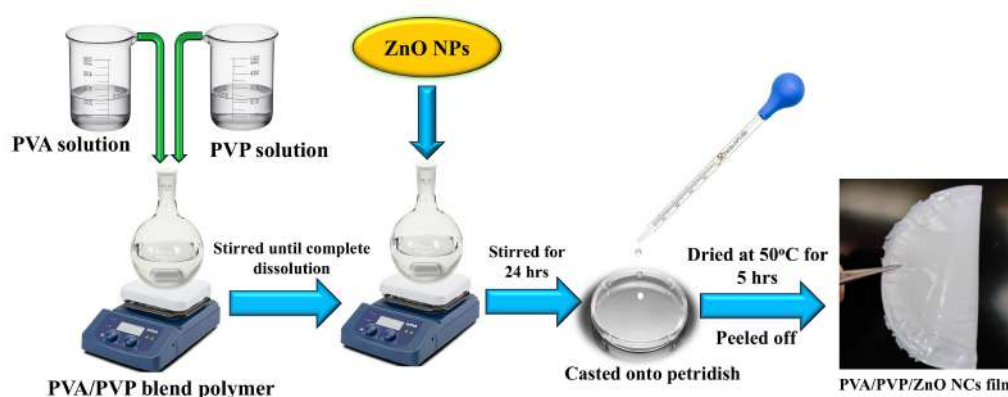 PVA solution
PVP solution
ZnO NPs
PVA/PVP blend polymer
Stirred until complete
dissolution
Stirred for
24 hrs
Casted onto petridish
Dried at 50°C for
5 hrs
Peeled off
PVA/PVP/ZnO NCs film